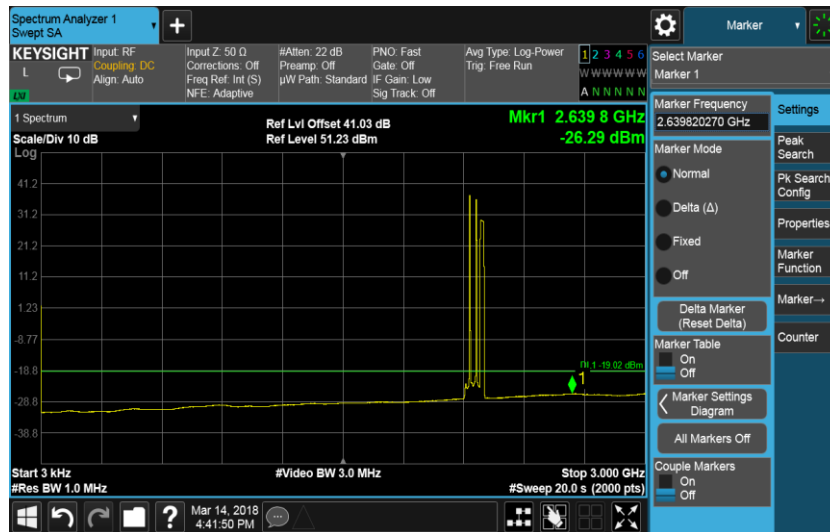 Spectrum Analyzer 1
Swept SA
+
Marker
KEYSIGHT
L
LXI
Input: RF
Coupling: DC
Align: Auto
Input Z: 50 Ω
Corrections: Off
Freq Ref: Int (S)
NFE: Adaptive
#Atten: 22 dB
Preamp: Off
µW Path: Standard
PNO: Fast
Gate: Off
IF Gain: Low
Sig Track: Off
Avg Type: Log-Power
Trig: Free Run
1 2 3 4 5 6
W W W W W W
A N N N N N
Select Marker
Marker 1
1 Spectrum
Scale/Div 10 dB
Ref Lvl Offset 41.03 dB
Ref Level 51.23 dBm
Mkr1 2.639 8 GHz
-26.29 dBm
Log
41.2
31.2
21.2
11.2
1.23
-8.77
-18.8
-28.8
-38.8
DL1 -19.02 dBm
1
Start 3 kHz
#Res BW 1.0 MHz
#Video BW 3.0 MHz
Stop 3.000 GHz
#Sweep 20.0 s (2000 pts)
Marker Frequency
2.639820270 GHz
Marker Mode
Normal
Delta (Δ)
Fixed
Off
Delta Marker
(Reset Delta)
Marker Table
On
Off
Marker Settings
Diagram
All Markers Off
Couple Markers
On
Off
Settings
Peak
Search
Pk Search
Config
Properties
Marker
Function
Marker→
Counter
?
Mar 14, 2018
4:41:50 PM